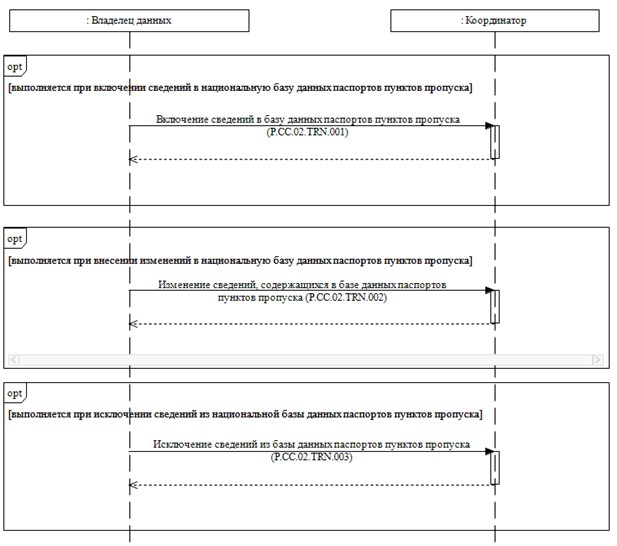 : Владелец данных
: Координатор
opt
[выполняется при включении сведений в национальную базу данных паспортов пунктов пропуска]
Включение сведений в базу данных паспортов пунктов пропуска
(P.CC.02.TRN.001)
opt
[выполняется при внесении изменений в национальную базу данных паспортов пунктов пропуска]
Изменение сведений, содержащихся в базе данных паспортов
пунктов пропуска (P.CC.02.TRN.002)
opt
[выполняется при исключении сведений из национальной базы данных паспортов пунктов пропуска]
Исключение сведений из базы данных паспортов пунктов пропуска
(P.CC.02.TRN.003)